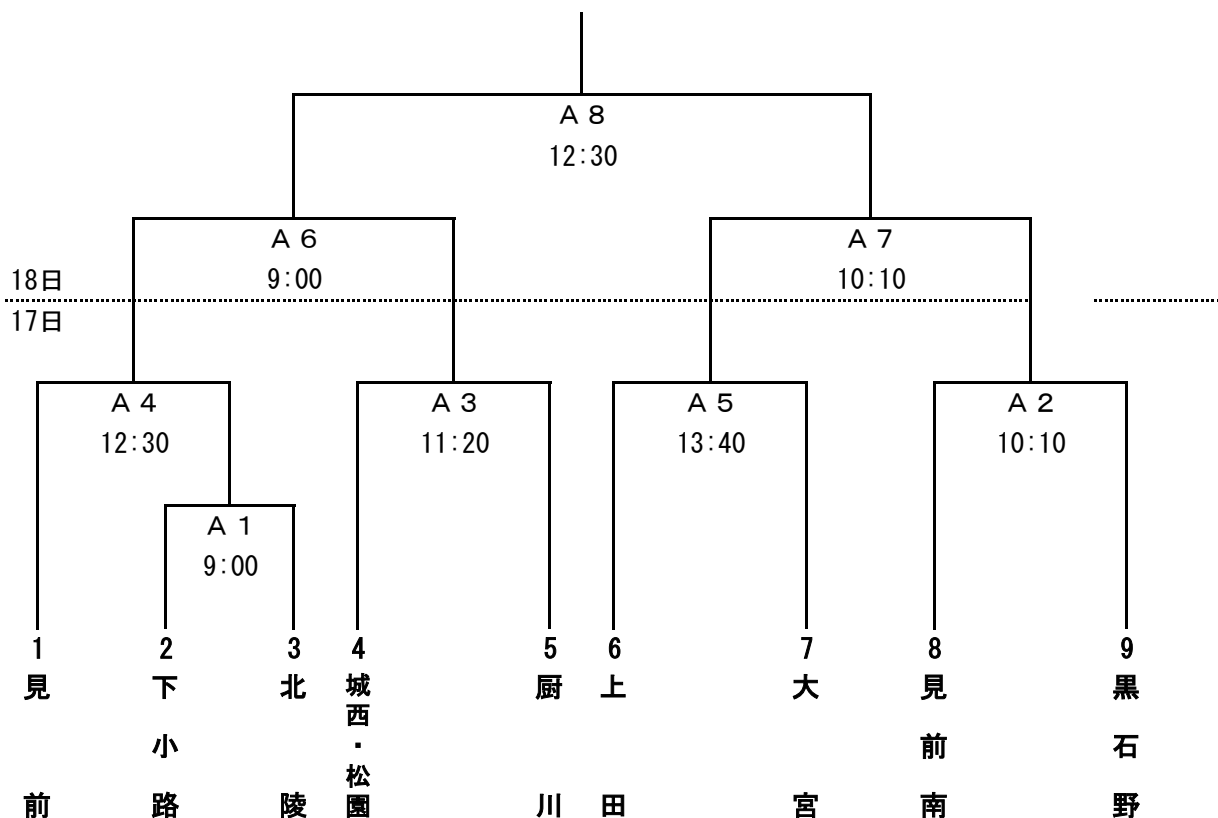 Ａ８
12:30
Ａ６
Ａ７
18日
9:00
10:10
17日
Ａ４
Ａ３
Ａ５
Ａ２
12:30
11:20
13:40
10:10
Ａ１
9:00
1
2
3
4
5
6
7
8
9
見前
下小路
北陵
城西・松園
厨川
上田
大宮
見前南
黒石野